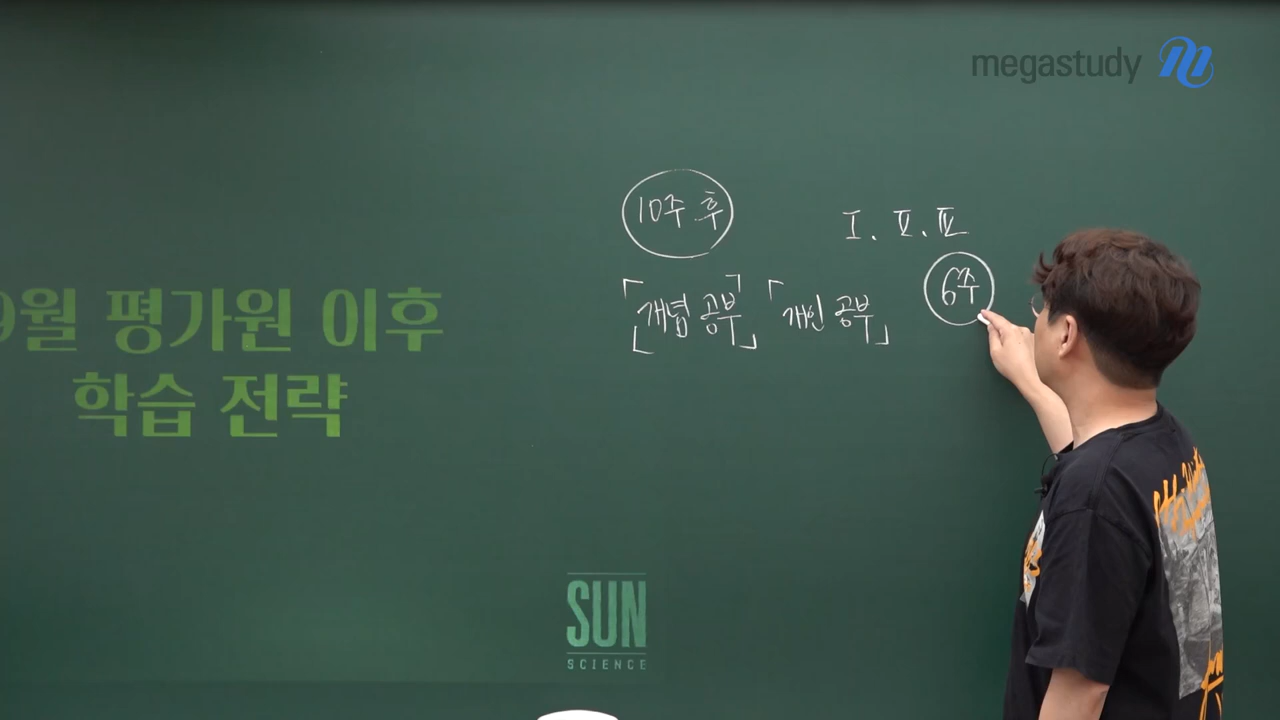 megastudy
9월 평가원 이후
학습 전략
10주 후
Ⅰ. Ⅱ. Ⅲ
「개념 공부」 「개인 공부」
6주
SUN
SCIENCE